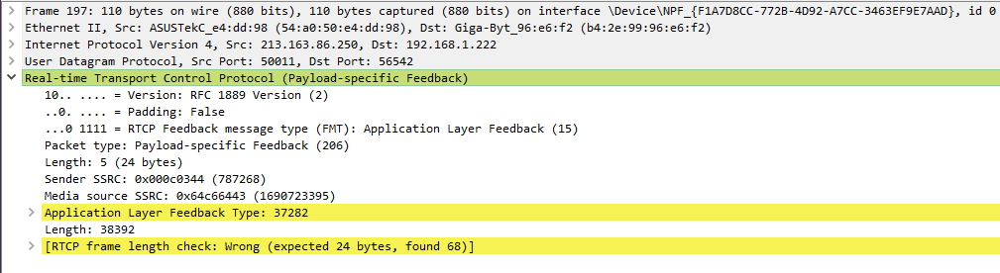 Frame 197: 110 bytes on wire (880 bits), 110 bytes captured (880 bits) on interface \Device\NPF_{F1A7D8CC-772B-4D92-A7CC-3463EF9E7AAD}, id 0
Ethernet II, Src: ASUSTekC_e4:dd:98 (54:a0:50:e4:dd:98), Dst: Giga-Byt_96:e6:f2 (b4:2e:99:96:e6:f2)
Internet Protocol Version 4, Src: 213.163.86.250, Dst: 192.168.1.222
User Datagram Protocol, Src Port: 50011, Dst Port: 56542
Real-time Transport Control Protocol (Payload-specific Feedback)
10.. .... = Version: RFC 1889 Version (2)
..0. .... = Padding: False
...0 1111 = RTCP Feedback message type (FMT): Application Layer Feedback (15)
Packet type: Payload-specific Feedback (206)
Length: 5 (24 bytes)
Sender SSRC: 0x000c0344 (787268)
Media source SSRC: 0x64c66443 (1690723395)
Application Layer Feedback Type: 37282
Length: 38392
[RTCP frame length check: Wrong (expected 24 bytes, found 68)]